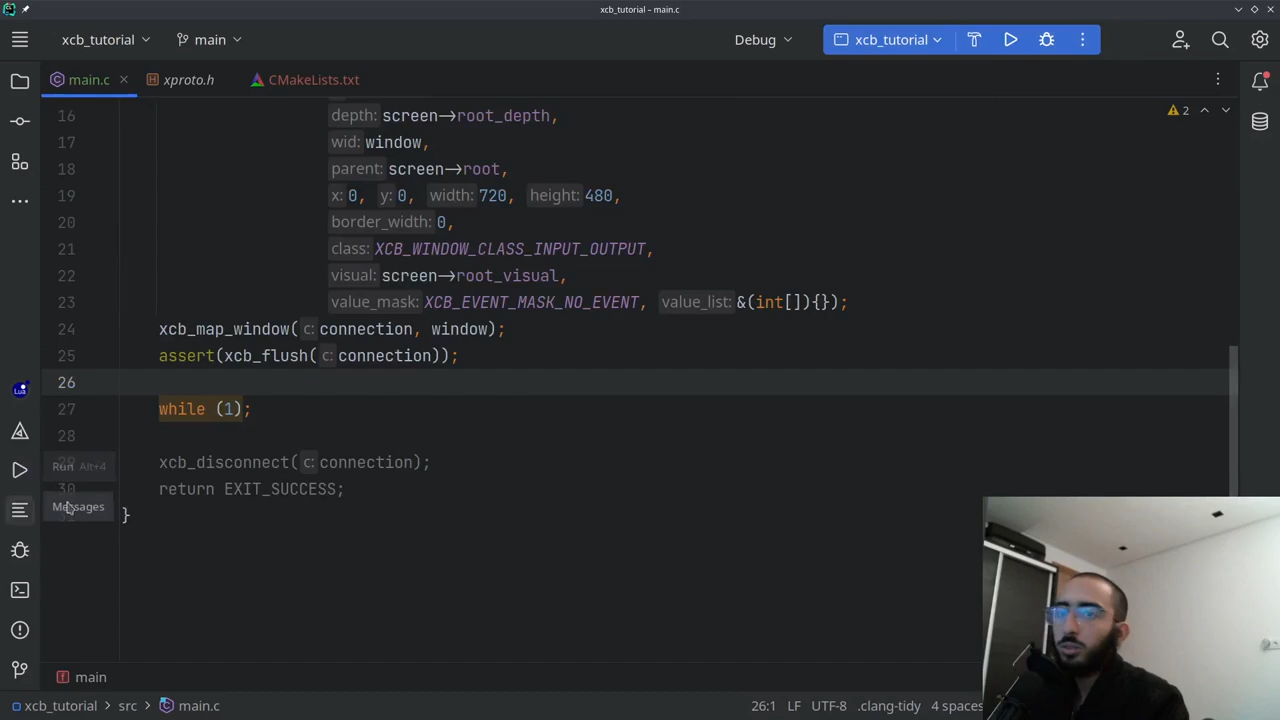 xcb_tutorial – main.c
xcb_tutorial
main
Debug
xcb_tutorial
main.c
xproto.h
CMakeLists.txt
16 depth: screen->root_depth,
2
17 wid: window,
18 parent: screen->root,
19 x: 0, y: 0, width: 720, height: 480,
20 border_width: 0,
21 class: XCB_WINDOW_CLASS_INPUT_OUTPUT,
22 visual: screen->root_visual,
23 value_mask: XCB_EVENT_MASK_NO_EVENT, value_list: &(int[]){});
24 xcb_map_window( c: connection, window);
25 assert(xcb_flush( c: connection));
26
27 while (1);
Lua
28
xcb_disconnect( c: connection);
Run Alt+4
30 return EXIT_SUCCESS;
Messages
}
main
xcb_tutorial src main.c
26:1 LF UTF-8 .clang-tidy 4 spaces